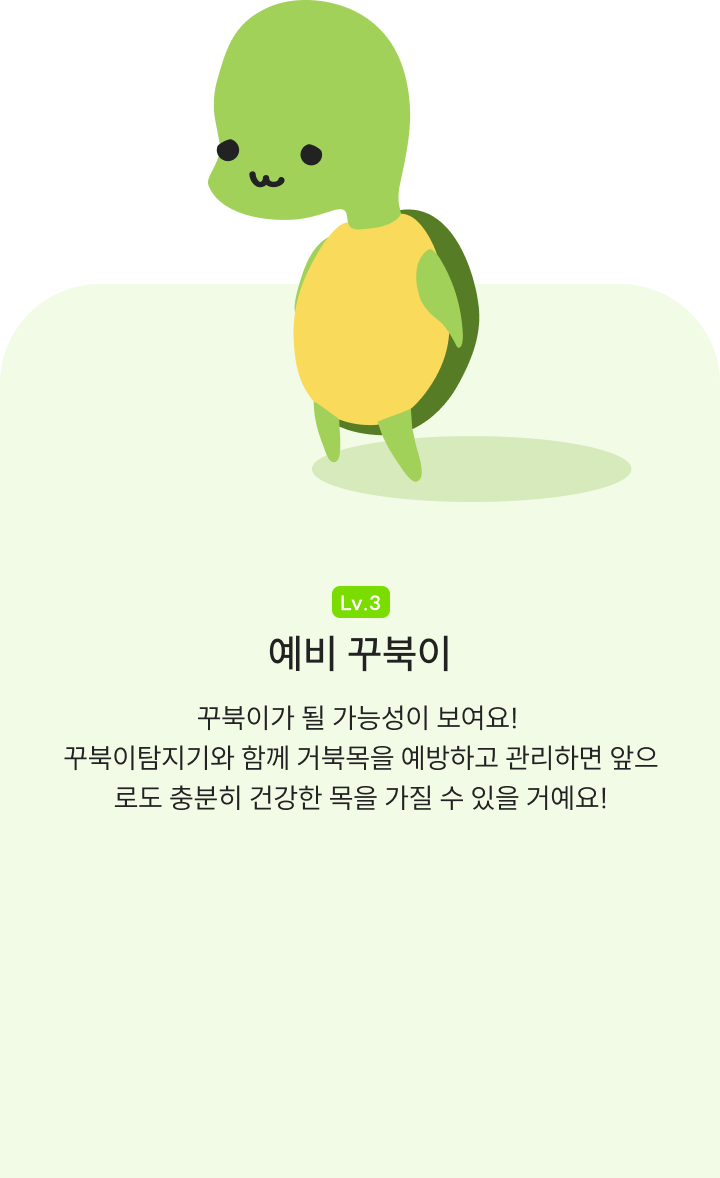 Lv.3
예비 꾸북이
꾸북이가 될 가능성이 보여요!
꾸북이탐지기와 함께 거북목을 예방하고 관리하면 앞으
로도 충분히 건강한 목을 가질 수 있을 거예요!